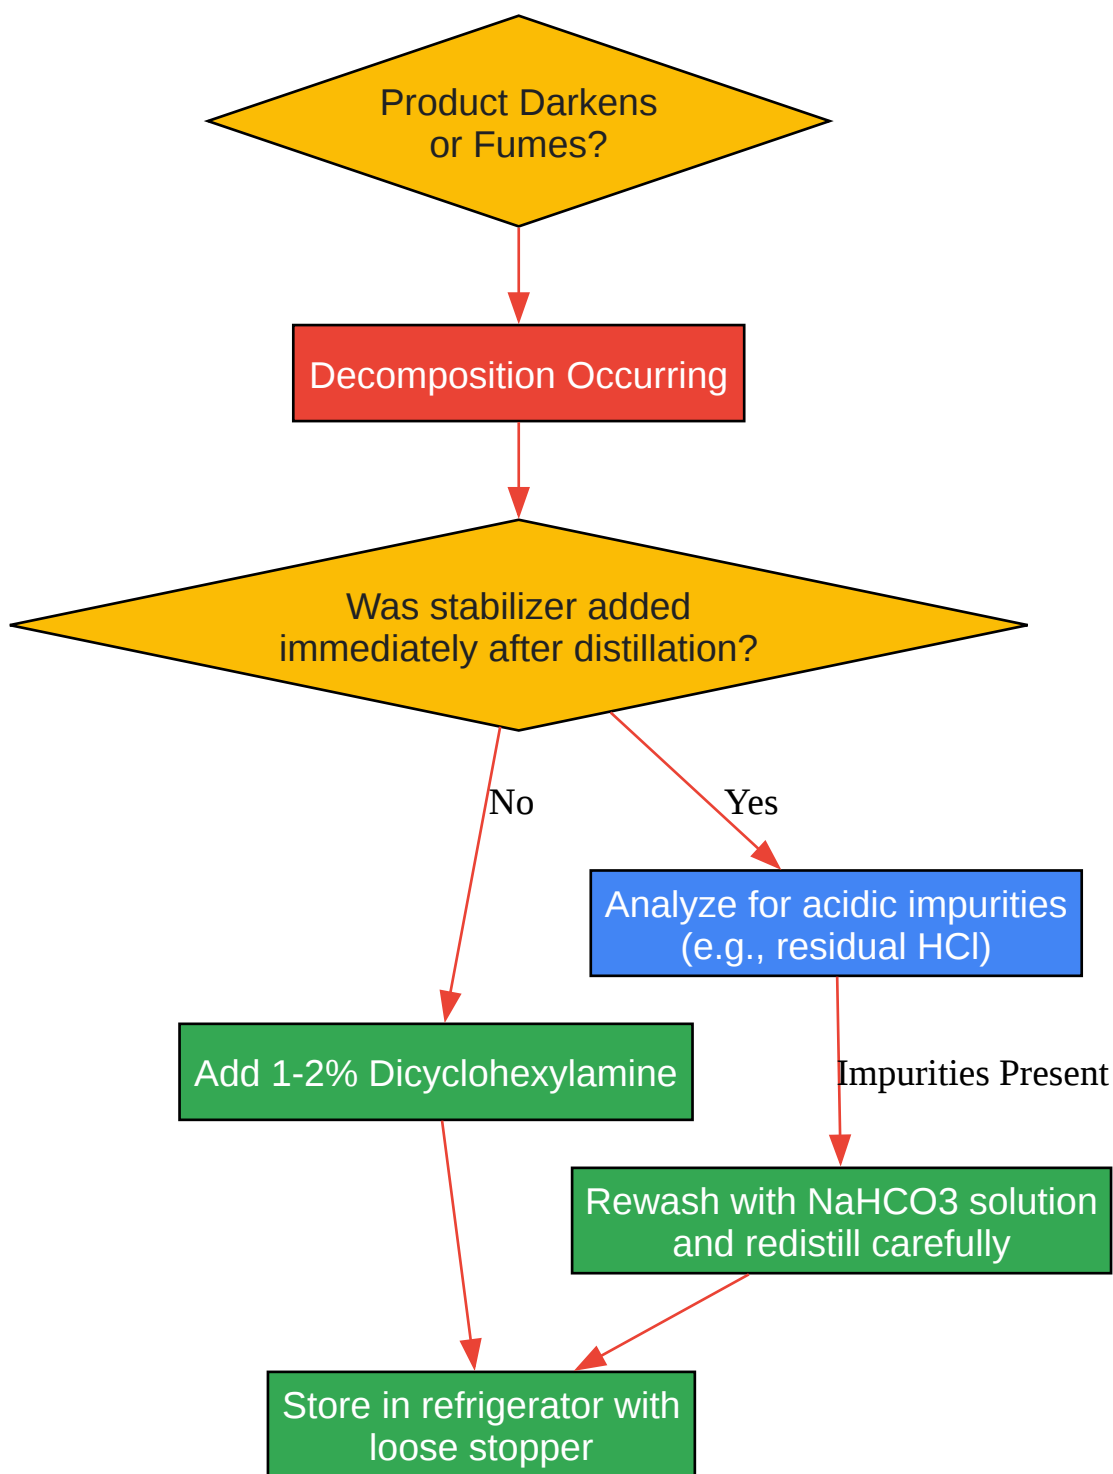 Product Darkens
or Fumes?
Decomposition Occurring
Was stabilizer added
immediately after distillation?
No
Yes
Analyze for acidic impurities
(e.g., residual HCl)
Add 1-2% Dicyclohexylamine
Impurities Present
Rewash with NaHCO3 solution
and redistill carefully
Store in refrigerator with
loose stopper